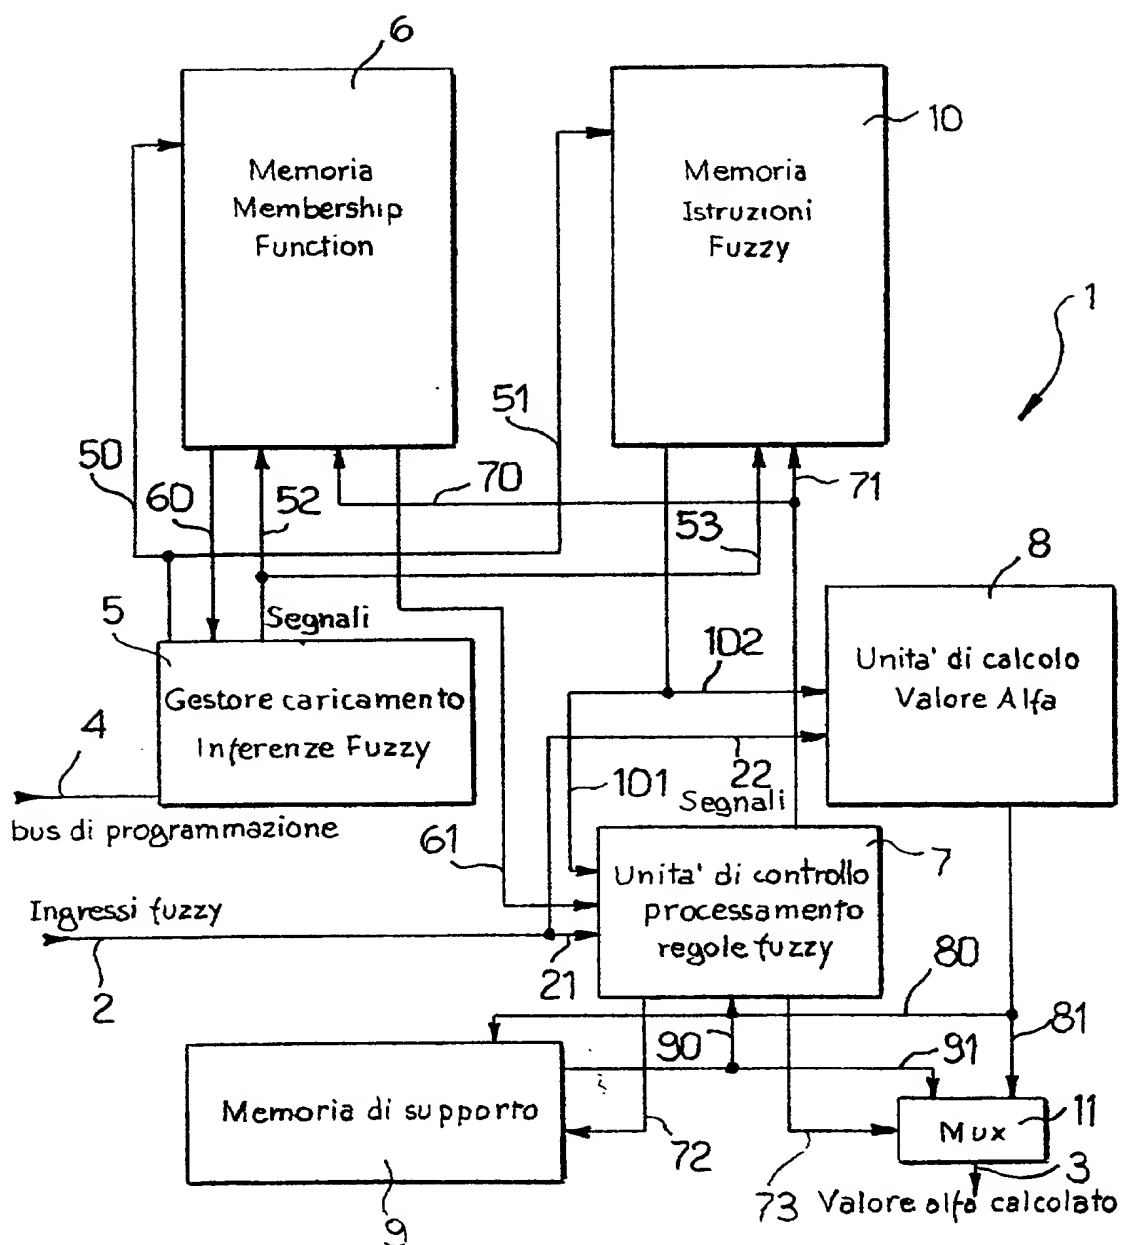 6
10
Memoria
Membership
Function
Memoria
Istruzioni
Fuzzy
1
51
50
60
52
70
71
53
8
5
Segnali
102
Unita' di calcolo
Valore Alfa
Gestore caricamento
Inferenze Fuzzy
4
22
101
Segnali
bus di programmazione
61
7
Unita' di controllo
processamento
regole fuzzy
Ingressi fuzzy
2
21
80
81
90
91
Memoria di supporto
11
Mux
72
73
3
Valore alfa calcolato
9